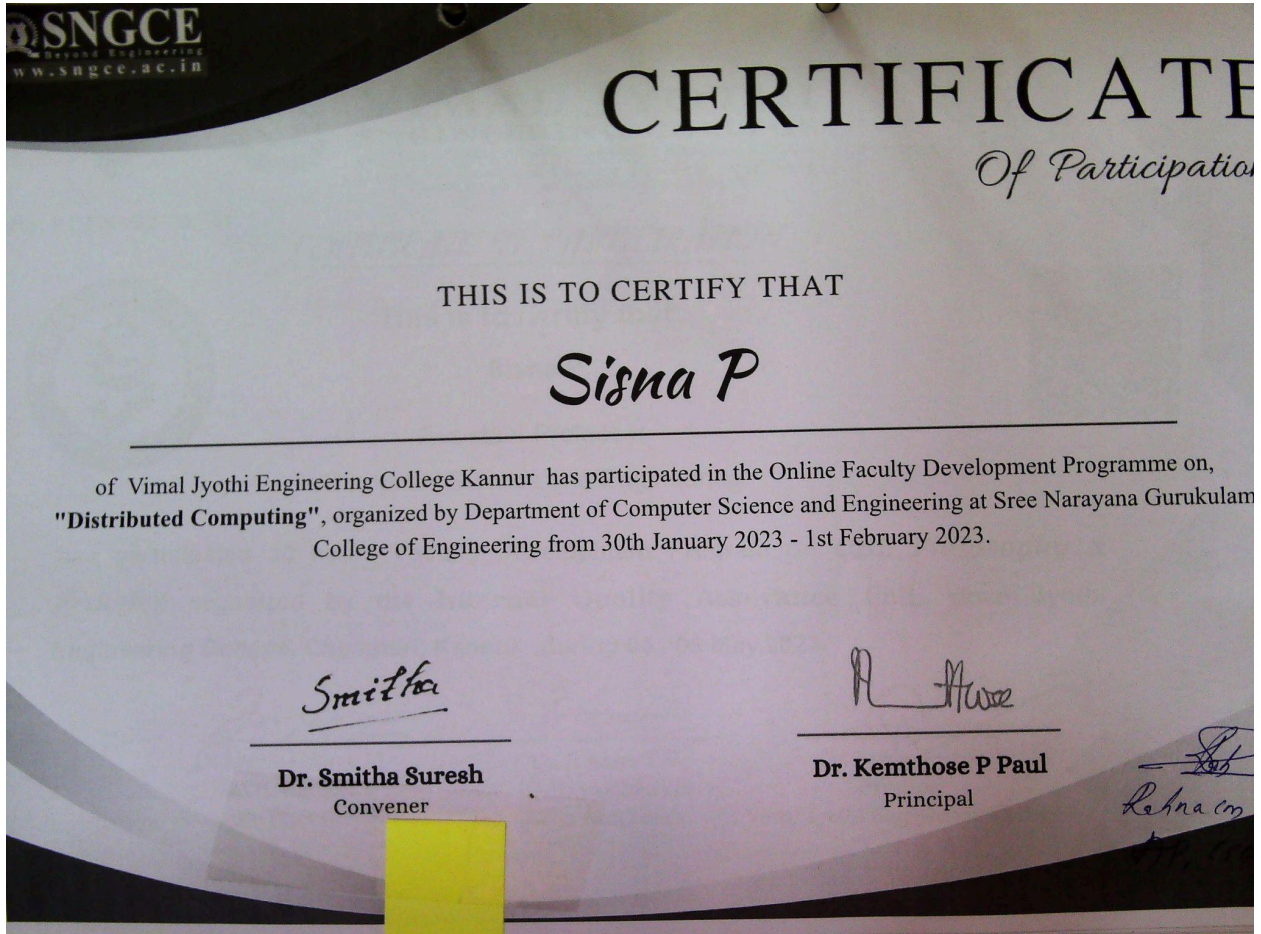 SNGCE
Beyond Engineering
www.sngce.ac.in
CERTIFICATE
Of Participation
THIS IS TO CERTIFY THAT
Sisna P
of Vimal Jyothi Engineering College Kannur has participated in the Online Faculty Development Programme on,
"Distributed Computing", organized by Department of Computer Science and Engineering at Sree Narayana Gurukulam
College of Engineering from 30th January 2023 - 1st February 2023.
Smitha
Dr. Smitha Suresh
Convener
Dr. Kemthose P Paul
Principal
Rehna cm